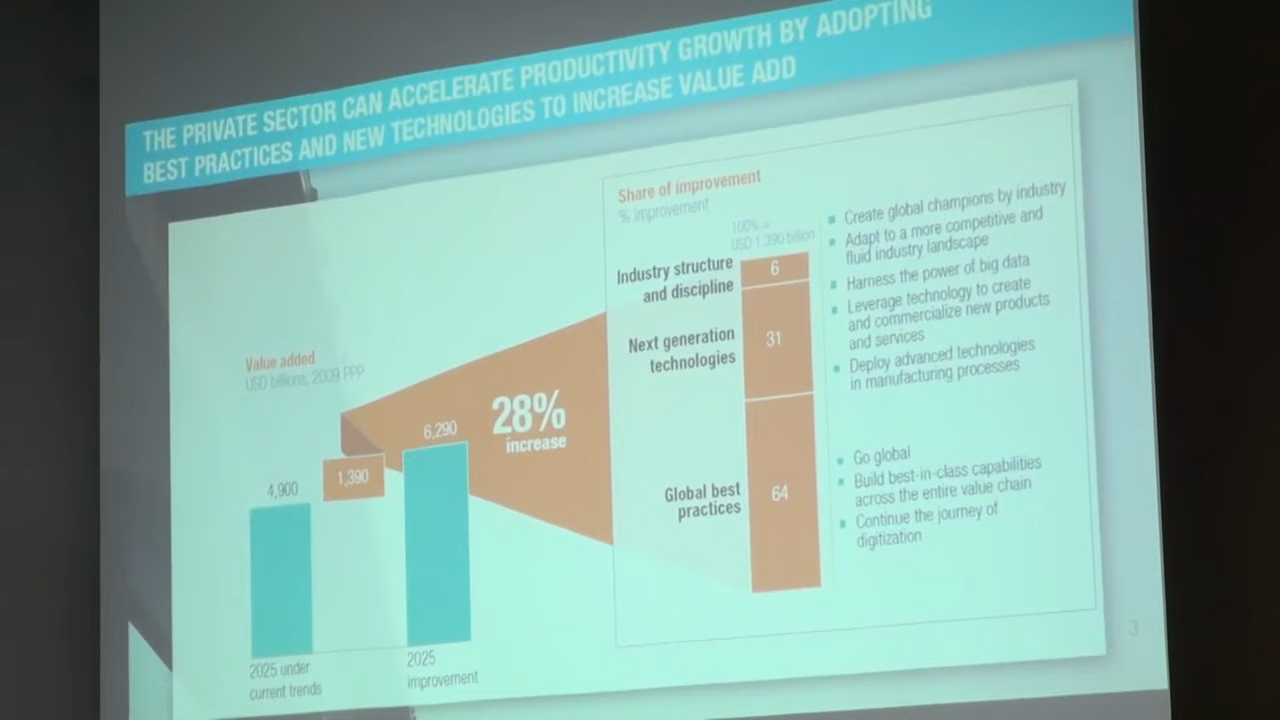 THE PRIVATE SECTOR CAN ACCELERATE PRODUCTIVITY GROWTH BY ADOPTING
BEST PRACTICES AND NEW TECHNOLOGIES TO INCREASE VALUE ADD
Value added
USD billions, 2009 PPP
4,900
1,390
6,290
28%
increase
2025 under
current trends
2025
improvement
Share of improvement
% improvement
100% =
USD 1,390 billion
Industry structure
and discipline
6
Next generation
technologies
31
Global best
practices
64
Create global champions by industry
Adapt to a more competitive and
fluid industry landscape
Harness the power of big data
Leverage technology to create
and commercialize new products
and services
Deploy advanced technologies
in manufacturing processes
Go global
Build best-in-class capabilities
across the entire value chain
Continue the journey of
digitization
3